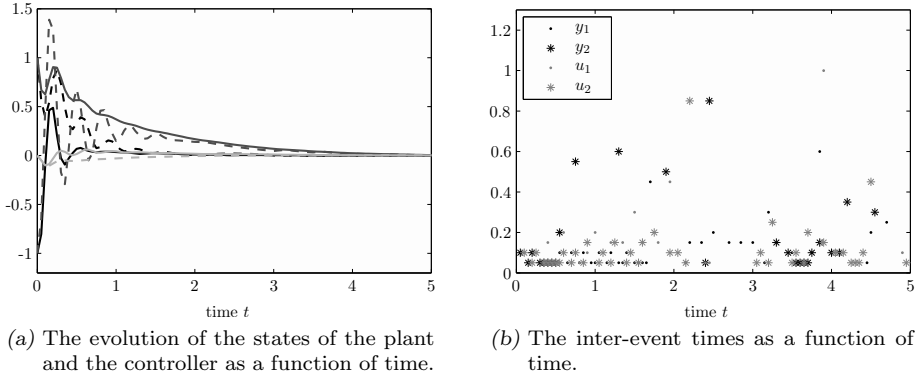 1.5
1
0.5
0
-0.5
-1
0 1 2 3 4 5
time t
(a) The evolution of the states of the plant
and the controller as a function of time.
1.2
1
0.8
0.6
0.4
0.2
0
y1
y2
u1
u2
0 1 2 3 4 5
time t
(b) The inter-event times as a function of
time.